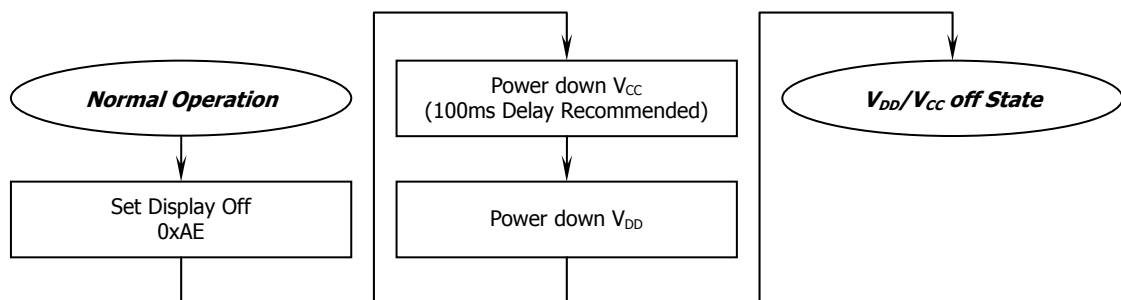 Normal Operation
Set Display Off
0xAE
Power down VCC
(100ms Delay Recommended)
Power down VDD
VDD/VCC off State